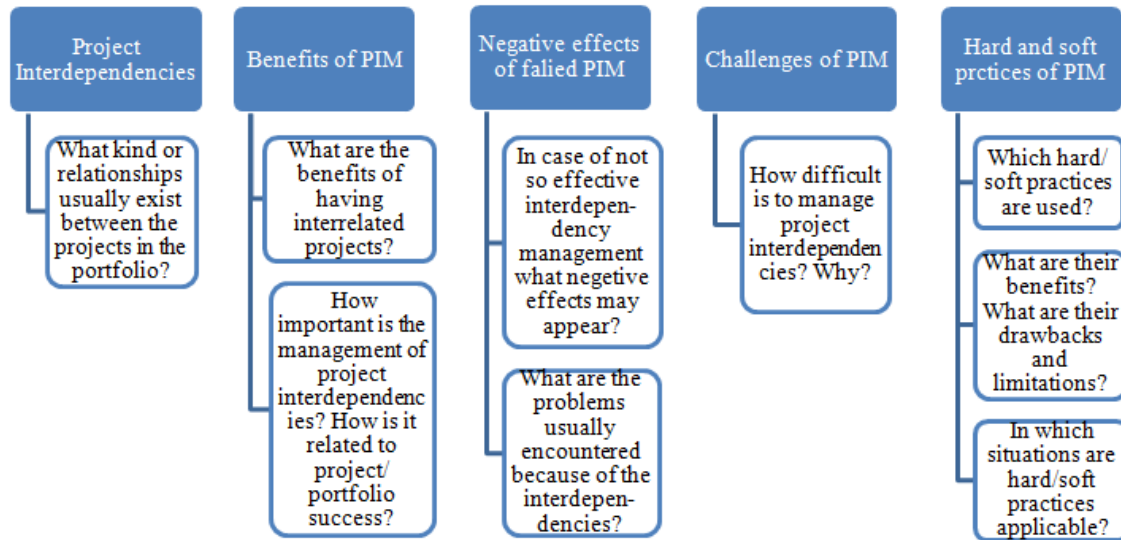 Project
Interdependencies
What kind or
relationships
usually exist
between the
projects in the
portfolio?
Benefits of PIM
What are the
benefits of
having
interrelated
projects?
How
important is the
management of
project
interdependenc
ies? How is it
related to
project/
portfolio
success?
Negative effects
of falied PIM
In case of not
so effective
interdepen-
dency
management
what negetive
effects may
appear?
What are the
problems
usually
encountered
because of the
interdepen-
dencies?
Challenges of PIM
How difficult
is to manage
project
interdependen
cies? Why?
Hard and soft
prctices of PIM
Which hard/
soft practices
are used?
What are their
benefits?
What are their
drawbacks
and
limitations?
In which
situations are
hard/soft
practices
applicable?